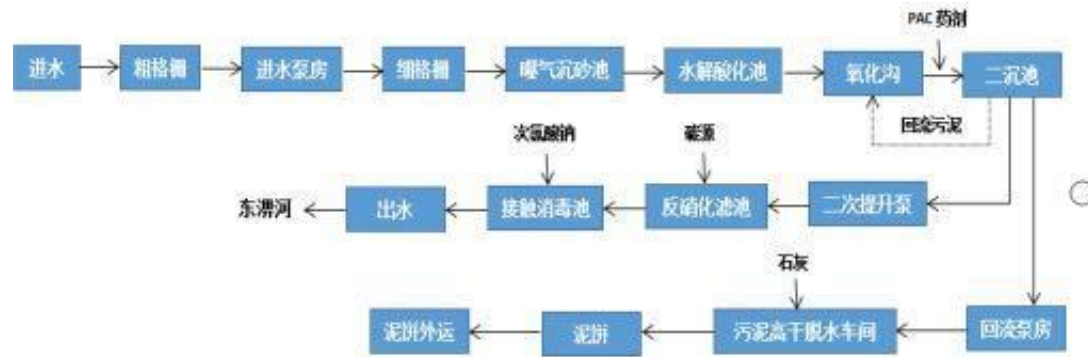 PAC 药剂
进水
粗格栅
进水泵房
细格栅
曝气沉砂池
水解酸化池
氧化沟
二沉池
回流污泥
次氯酸钠
碳源
东淠河
出水
接触消毒池
反硝化滤池
二次提升泵
石灰
泥饼外运
泥饼
污泥高干脱水车间
回流泵房